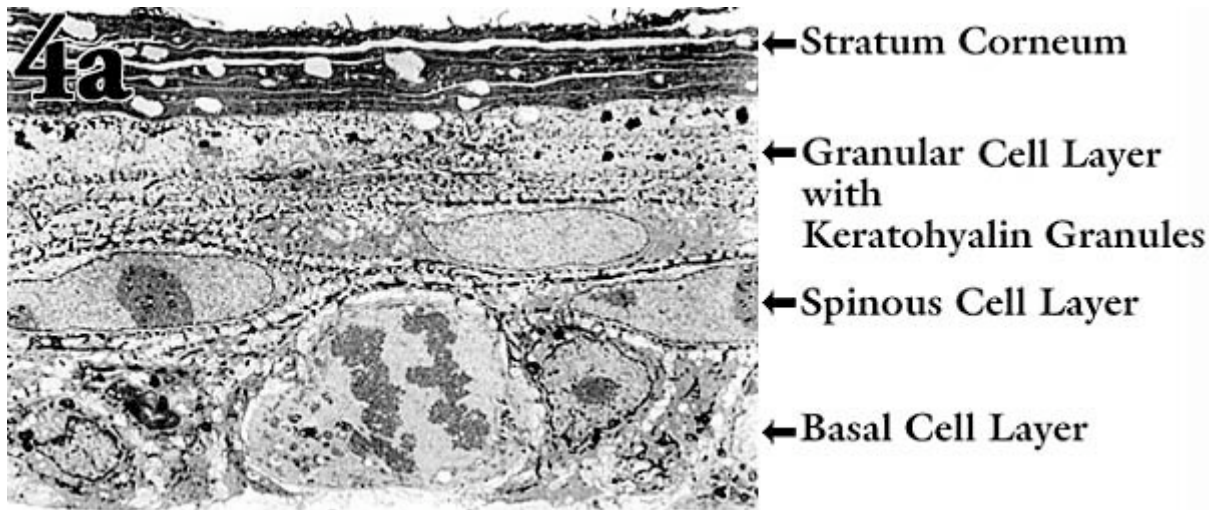 4a
Stratum Corneum
Granular Cell Layer
with
Keratohyalin Granules
Spinous Cell Layer
Basal Cell Layer